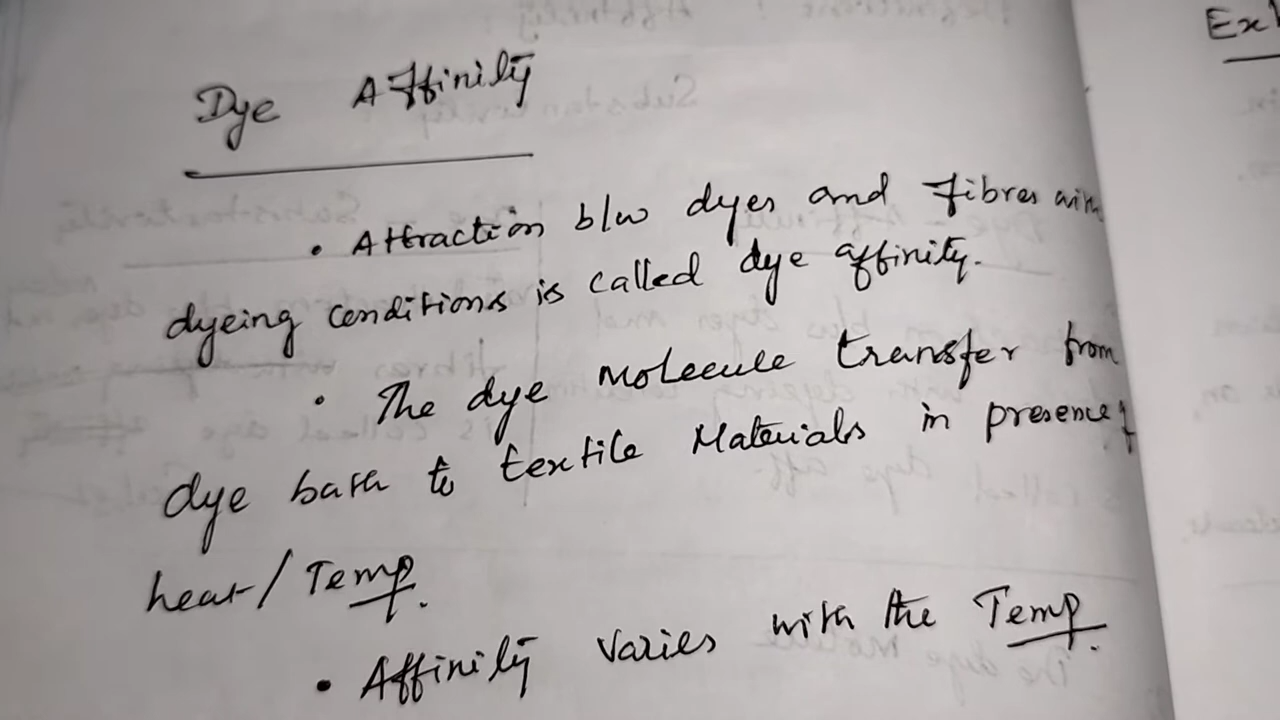 Dye Affinity
• Attraction b/w dyes and fibres with
dyeing conditions is called dye affinity.
• The dye molecule transfer from
dye bath to textile Materials in presence of
heat/Temp.
• Affinity varies with the Temp.